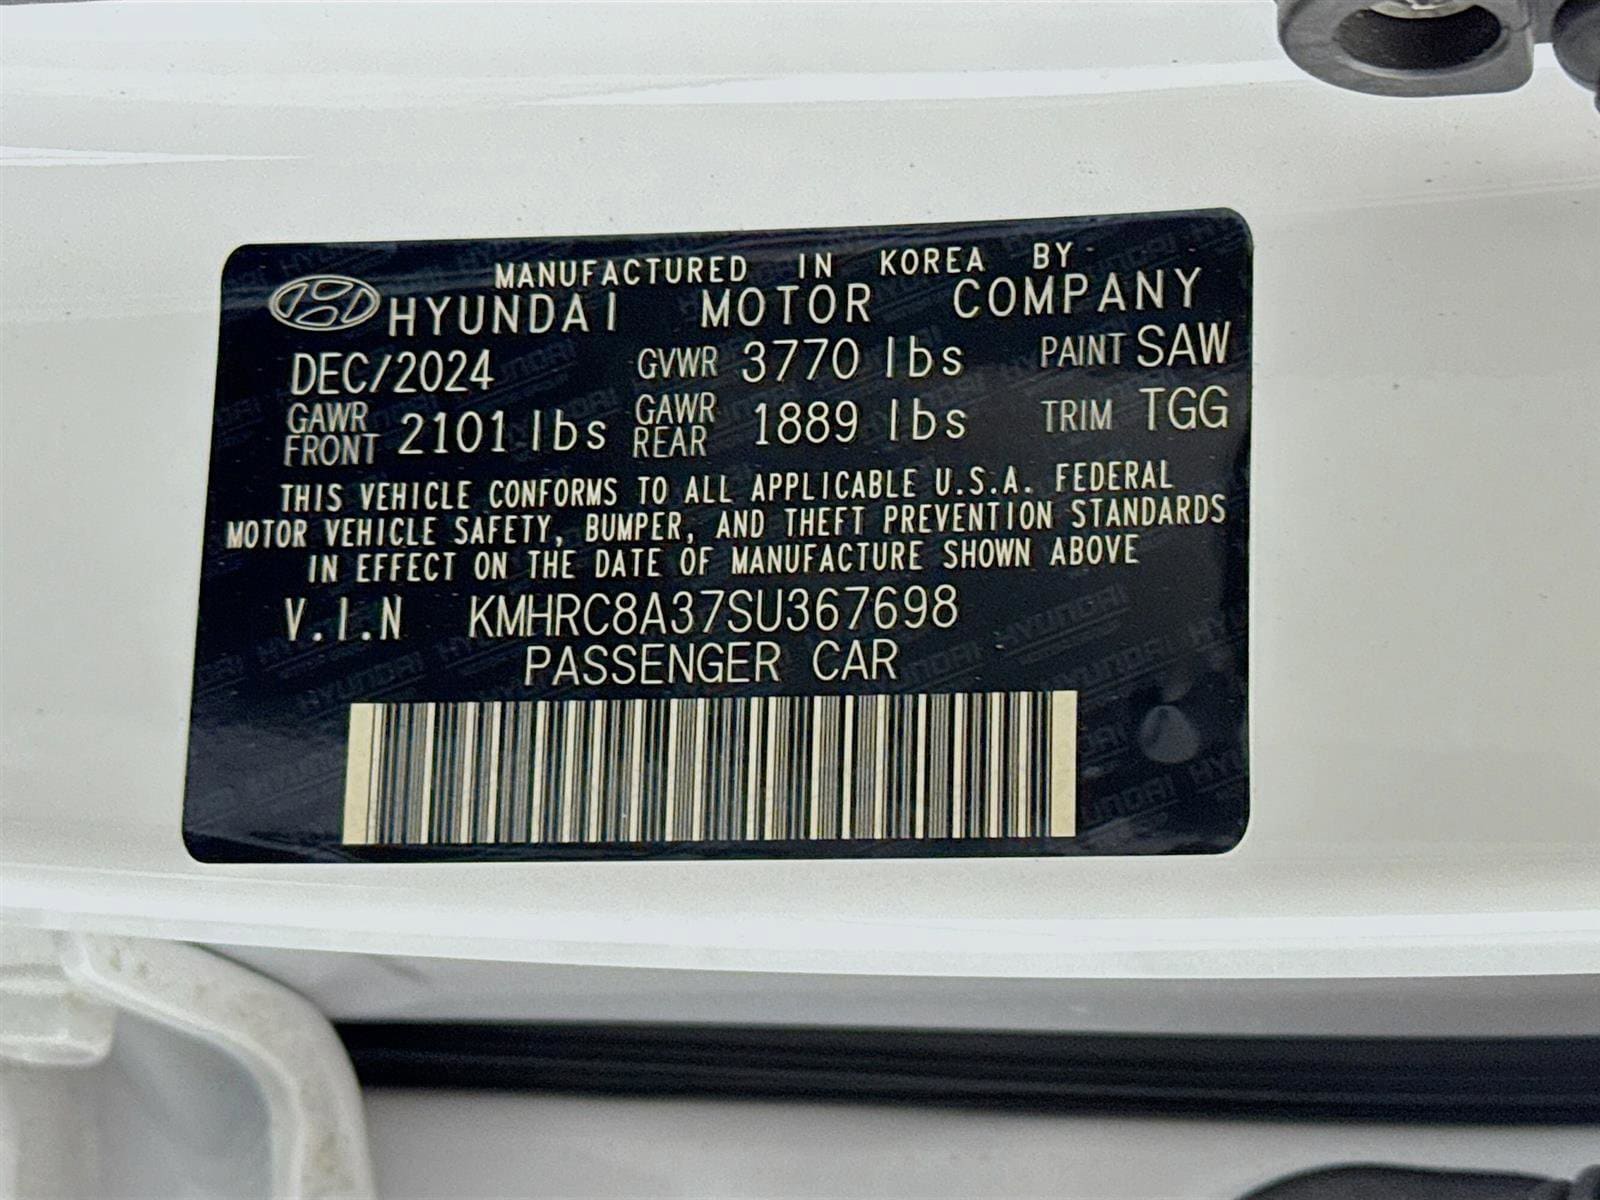 MANUFACTURED IN KOREA BY
HYUNDAI MOTOR COMPANY
DEC/2024 GVWR 3770 lbs PAINT SAW
GAWR FRONT 2101 lbs GAWR REAR 1889 lbs TRIM TGG
THIS VEHICLE CONFORMS TO ALL APPLICABLE U.S.A. FEDERAL
MOTOR VEHICLE SAFETY, BUMPER, AND THEFT PREVENTION STANDARDS
IN EFFECT ON THE DATE OF MANUFACTURE SHOWN ABOVE
V.I.N KMHRC8A37SU367698
PASSENGER CAR